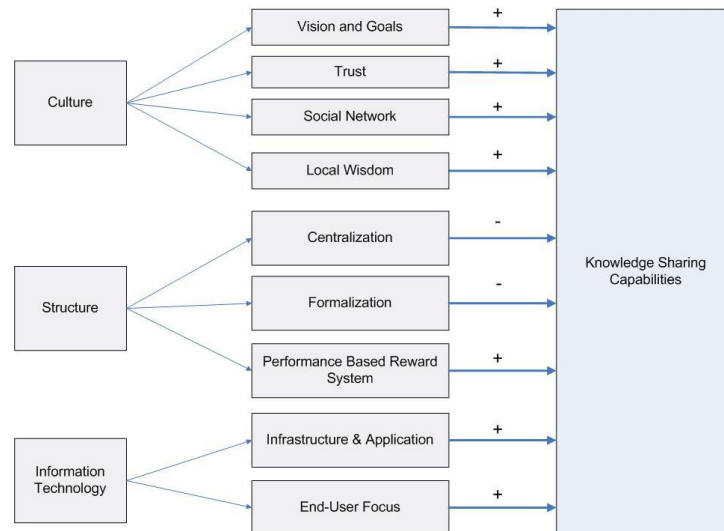 Culture
Vision and Goals
+
Trust
+
Social Network
+
Local Wisdom
+
Structure
Centralization
-
Formalization
-
Performance Based Reward
System
+
Information
Technology
Infrastructure & Application
+
End-User Focus
+
Knowledge Sharing
Capabilities